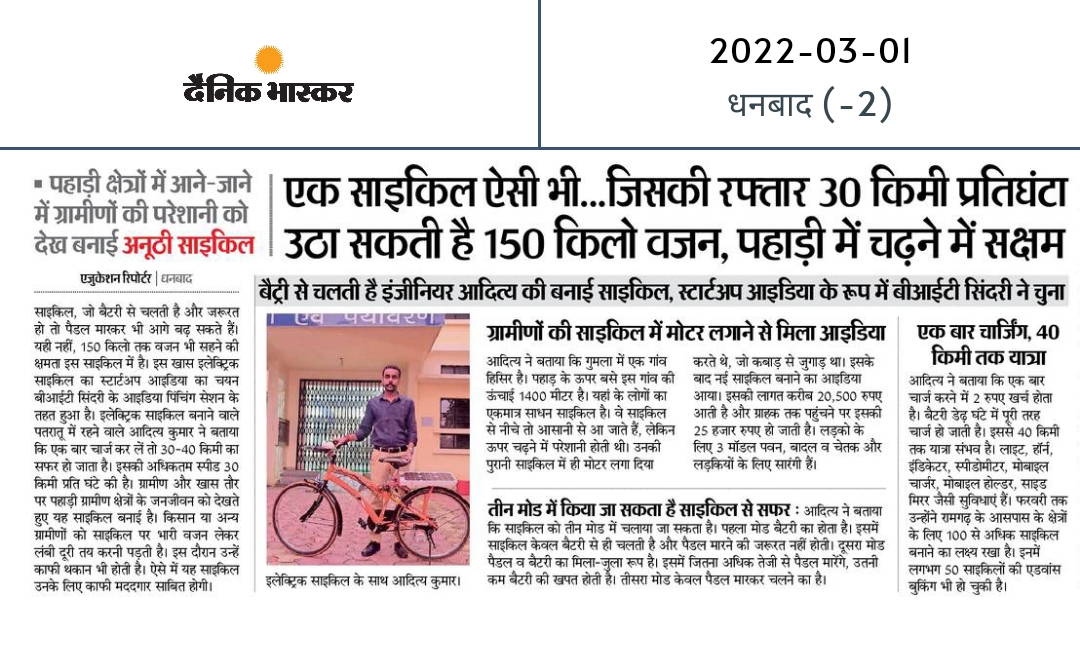 दैनिक भास्कर
2022-03-01
धनबाद (-2)
▪ पहाड़ी क्षेत्रों में आने-जाने
में ग्रामीणों की परेशानी को
देख बनाई अनूठी साइकिल
एक साइकिल ऐसी भी...जिसकी रफ्तार 30 किमी प्रतिघंटा
उठा सकती है 150 किलो वजन, पहाड़ी में चढ़ने में सक्षम
एजुकेशन रिपोर्टर | धनबाद
साइकिल, जो बैटरी से चलती है और जरूरत
हो तो पैडल मारकर भी आगे बढ़ सकते हैं।
यही नहीं, 150 किलो तक वजन भी सहने की
क्षमता इस साइकिल में है। इस खास इलेक्ट्रिक
साइकिल का स्टार्टअप आइडिया का चयन
बीआईटी सिंदरी के आइडिया पिंचिंग सेशन के
तहत हुआ है। इलेक्ट्रिक साइकिल बनाने वाले
पतरातू में रहने वाले आदित्य कुमार ने बताया
कि एक बार चार्ज कर लें तो 30-40 किमी का
सफर हो जाता है। इसकी अधिकतम स्पीड 30
किमी प्रति घंटे की है। ग्रामीण और खास तौर
पर पहाड़ी ग्रामीण क्षेत्रों के जनजीवन को देखते
हुए यह साइकिल बनाई है। किसान या अन्य
ग्रामीणों को साइकिल पर भारी वजन लेकर
लंबी दूरी तय करनी पड़ती है। इस दौरान उन्हें
काफी थकान भी होती है। ऐसे में यह साइकिल
उनके लिए काफी मददगार साबित होगी।
बैट्री से चलती है इंजीनियर आदित्य की बनाई साइकिल, स्टार्टअप आइडिया के रूप में बीआईटी सिंदरी ने चुना
एवं पर्यावरण
इलेक्ट्रिक साइकिल के साथ आदित्य कुमार।
ग्रामीणों की साइकिल में मोटर लगाने से मिला आइडिया
आदित्य ने बताया कि गुमला में एक गांव
हिसिर है। पहाड़ के ऊपर बसे इस गांव की
ऊंचाई 1400 मीटर है। यहां के लोगों का
एकमात्र साधन साइकिल है। वे साइकिल
से नीचे तो आसानी से आ जाते हैं, लेकिन
ऊपर चढ़ने में परेशानी होती थी। उनकी
पुरानी साइकिल में ही मोटर लगा दिया
करते थे, जो कबाड़ से जुगाड़ था। इसके
बाद नई साइकिल बनाने का आइडिया
आया। इसकी लागत करीब 20,500 रुपए
आती है और ग्राहक तक पहुंचने पर इसकी
25 हजार रुपए हो जाती है। लड़को के
लिए 3 मॉडल पवन, बादल व चेतक और
लड़कियों के लिए सारंगी हैं।
तीन मोड में किया जा सकता है साइकिल से सफर : आदित्य ने बताया
कि साइकिल को तीन मोड में चलाया जा सकता है। पहला मोड बैटरी का होता है। इसमें
साइकिल केवल बैटरी से ही चलती है और पैडल मारने की जरूरत नहीं होती। दूसरा मोड
पैडल व बैटरी का मिला-जुला रूप है। इसमें जितना अधिक तेजी से पैडल मारेंगे, उतनी
कम बैटरी की खपत होती है। तीसरा मोड केवल पैडल मारकर चलने का है।
एक बार चार्जिंग, 40
किमी तक यात्रा
आदित्य ने बताया कि एक बार
चार्ज करने में 2 रुपए खर्च होता
है। बैटरी डेढ़ घंटे में पूरी तरह
चार्ज हो जाती है। इससे 40 किमी
तक यात्रा संभव है। लाइट, हॉर्न,
इंडिकेटर, स्पीडोमीटर, मोबाइल
चार्जर, मोबाइल होल्डर, साइड
मिरर जैसी सुविधाएं हैं। फरवरी तक
उन्होंने रामगढ़ के आसपास के क्षेत्रों
के लिए 100 से अधिक साइकिल
बनाने का लक्ष्य रखा है। इनमें
लगभग 50 साइकिलों की एडवांस
बुकिंग भी हो चुकी है।